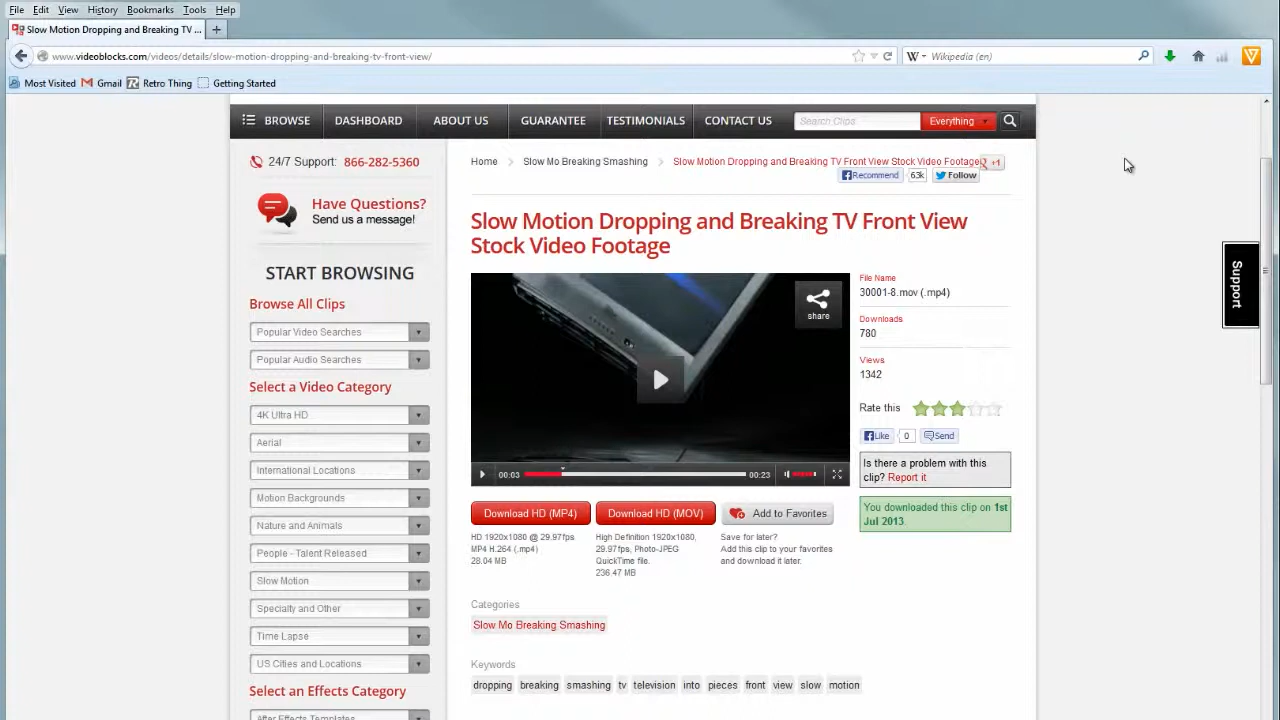 File Edit View History Bookmarks Tools Help
Slow Motion Dropping and Breaking TV ...
www.videoblocks.com/videos/details/slow-motion-dropping-and-breaking-tv-front-view/
W Wikipedia (en)
Most Visited Gmail Retro Thing Getting Started
BROWSE DASHBOARD ABOUT US GUARANTEE TESTIMONIALS CONTACT US Search Clips Everything
24/7 Support: 866-282-5360
Have Questions?
Send us a message!
START BROWSING
Browse All Clips
Popular Video Searches
Popular Audio Searches
Select a Video Category
4K Ultra HD
Aerial
International Locations
Motion Backgrounds
Nature and Animals
People - Talent Released
Slow Motion
Specialty and Other
Time Lapse
US Cities and Locations
Select an Effects Category
After Effects Templates
Home Slow Mo Breaking Smashing Slow Motion Dropping and Breaking TV Front View Stock Video Footage +1
Recommend 63k Follow
Slow Motion Dropping and Breaking TV Front View
Stock Video Footage
share
00:03 00:23
Download HD (MP4) Download HD (MOV) Add to Favorites
HD 1920x1080 @ 29.97fps
MP4 H.264 (.mp4)
28.04 MB
High Definition 1920x1080,
29.97fps, Photo-JPEG
QuickTime file.
236.47 MB
Save for later?
Add this clip to your favorites
and download it later.
File Name
30001-8.mov (.mp4)
Downloads
780
Views
1342
Rate this
Like 0 Send
Is there a problem with this
clip? Report it
You downloaded this clip on 1st
Jul 2013.
Categories
Slow Mo Breaking Smashing
Keywords
dropping breaking smashing tv television into pieces front view slow motion
Support